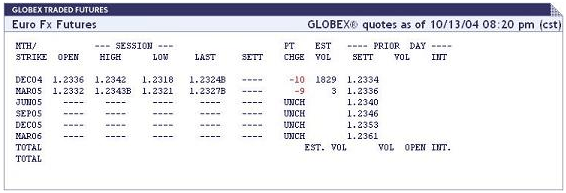 GLOBEX TRADED FUTURES
Euro Fx Futures GLOBEX® quotes as of 10/13/04 08:20 pm (cst)
MTH/ --- SESSION --- PT EST ---- PRIOR DAY ----
STRIKE OPEN HIGH LOW LAST SETT CHGE VOL SETT VOL INT
DEC04 1.2336 1.2342 1.2318 1.2324B ---- -10 1829 1.2334
MAR05 1.2332 1.2343B 1.2321 1.2327B ---- -9 3 1.2336
JUN05 ---- ---- ---- ---- ---- UNCH 1.2340
SEP05 ---- ---- ---- ---- ---- UNCH 1.2346
DEC05 ---- ---- ---- ---- ---- UNCH 1.2353
MAR06 ---- ---- ---- ---- ---- UNCH 1.2361
TOTAL EST. VOL VOL OPEN INT.
TOTAL